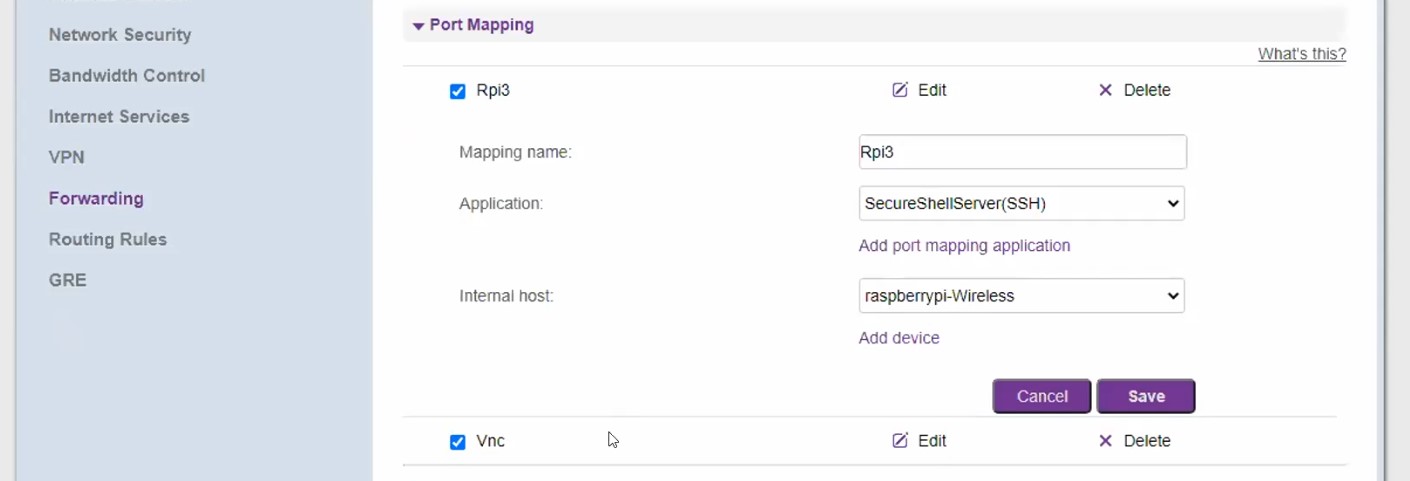 Network Security
Bandwidth Control
Internet Services
VPN
Forwarding
Routing Rules
GRE
Port Mapping
What's this?
Rpi3 Edit Delete
Mapping name: Rpi3
Application: SecureShellServer(SSH)
Add port mapping application
Internal host: raspberrypi-Wireless
Add device
Cancel Save
Vnc Edit Delete